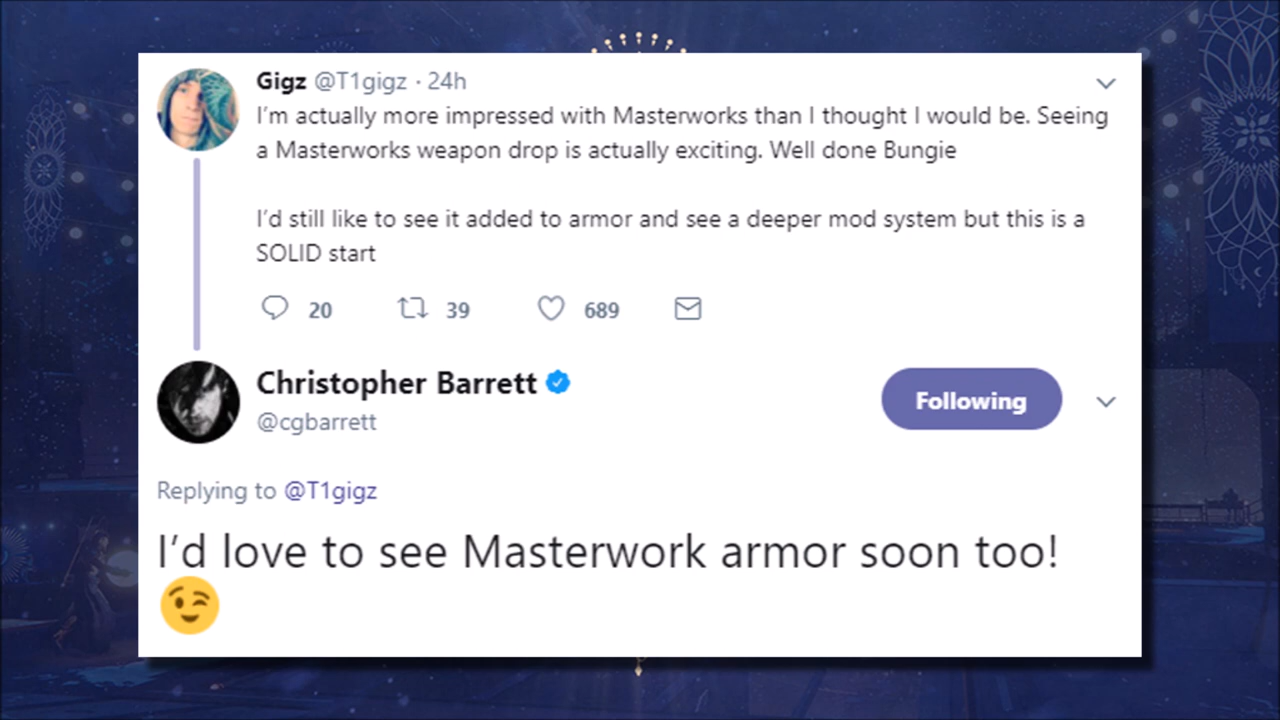 Gigz @T1gigz · 24h
I'm actually more impressed with Masterworks than I thought I would be. Seeing
a Masterworks weapon drop is actually exciting. Well done Bungie
I'd still like to see it added to armor and see a deeper mod system but this is a
SOLID start
20 39 689
Christopher Barrett
Following
@cgbarrett
Replying to @T1gigz
I'd love to see Masterwork armor soon too!